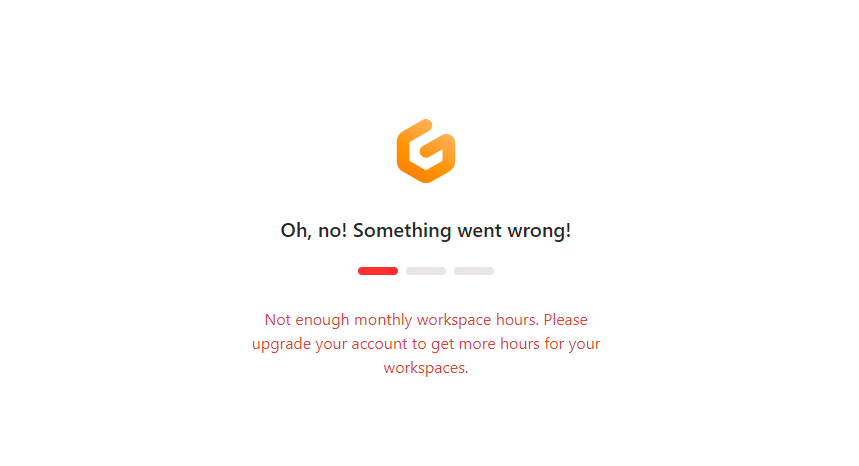 Oh, no! Something went wrong!
Not enough monthly workspace hours. Please
upgrade your account to get more hours for your
workspaces.